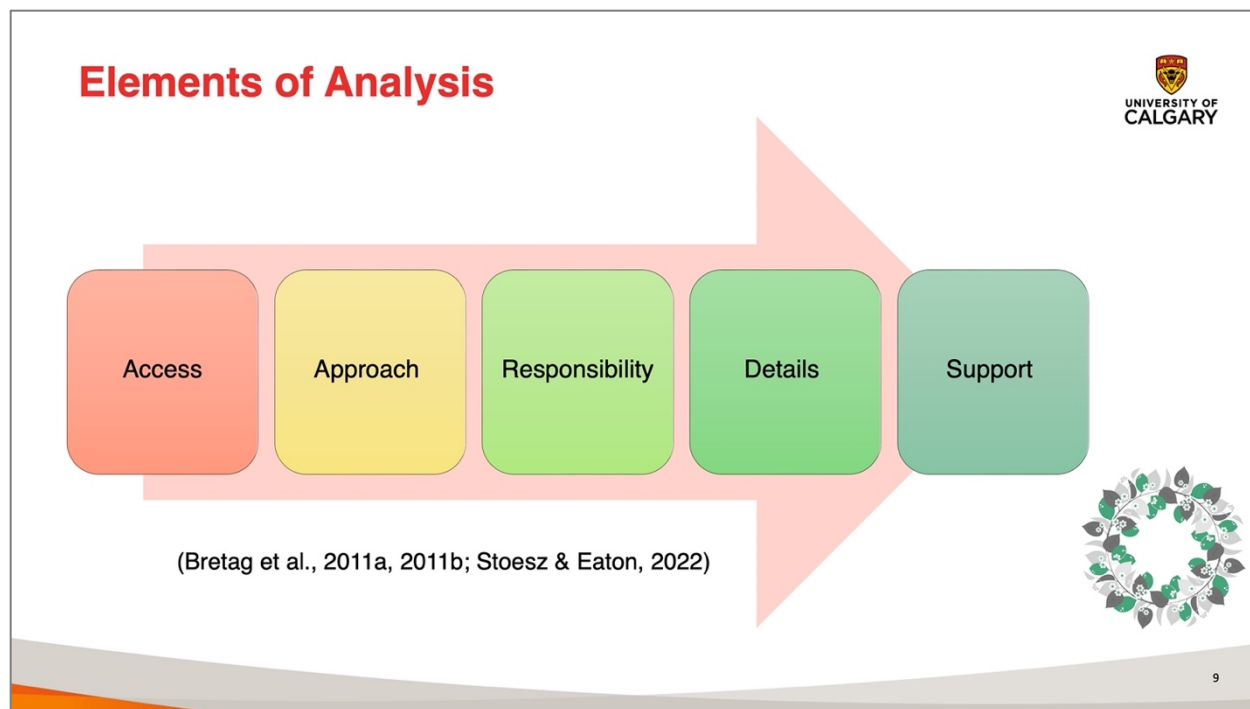 Elements of Analysis
UNIVERSITY OF
CALGARY
Access
Approach
Responsibility
Details
Support
(Bretag et al., 2011a, 2011b; Stoesz & Eaton, 2022)
9